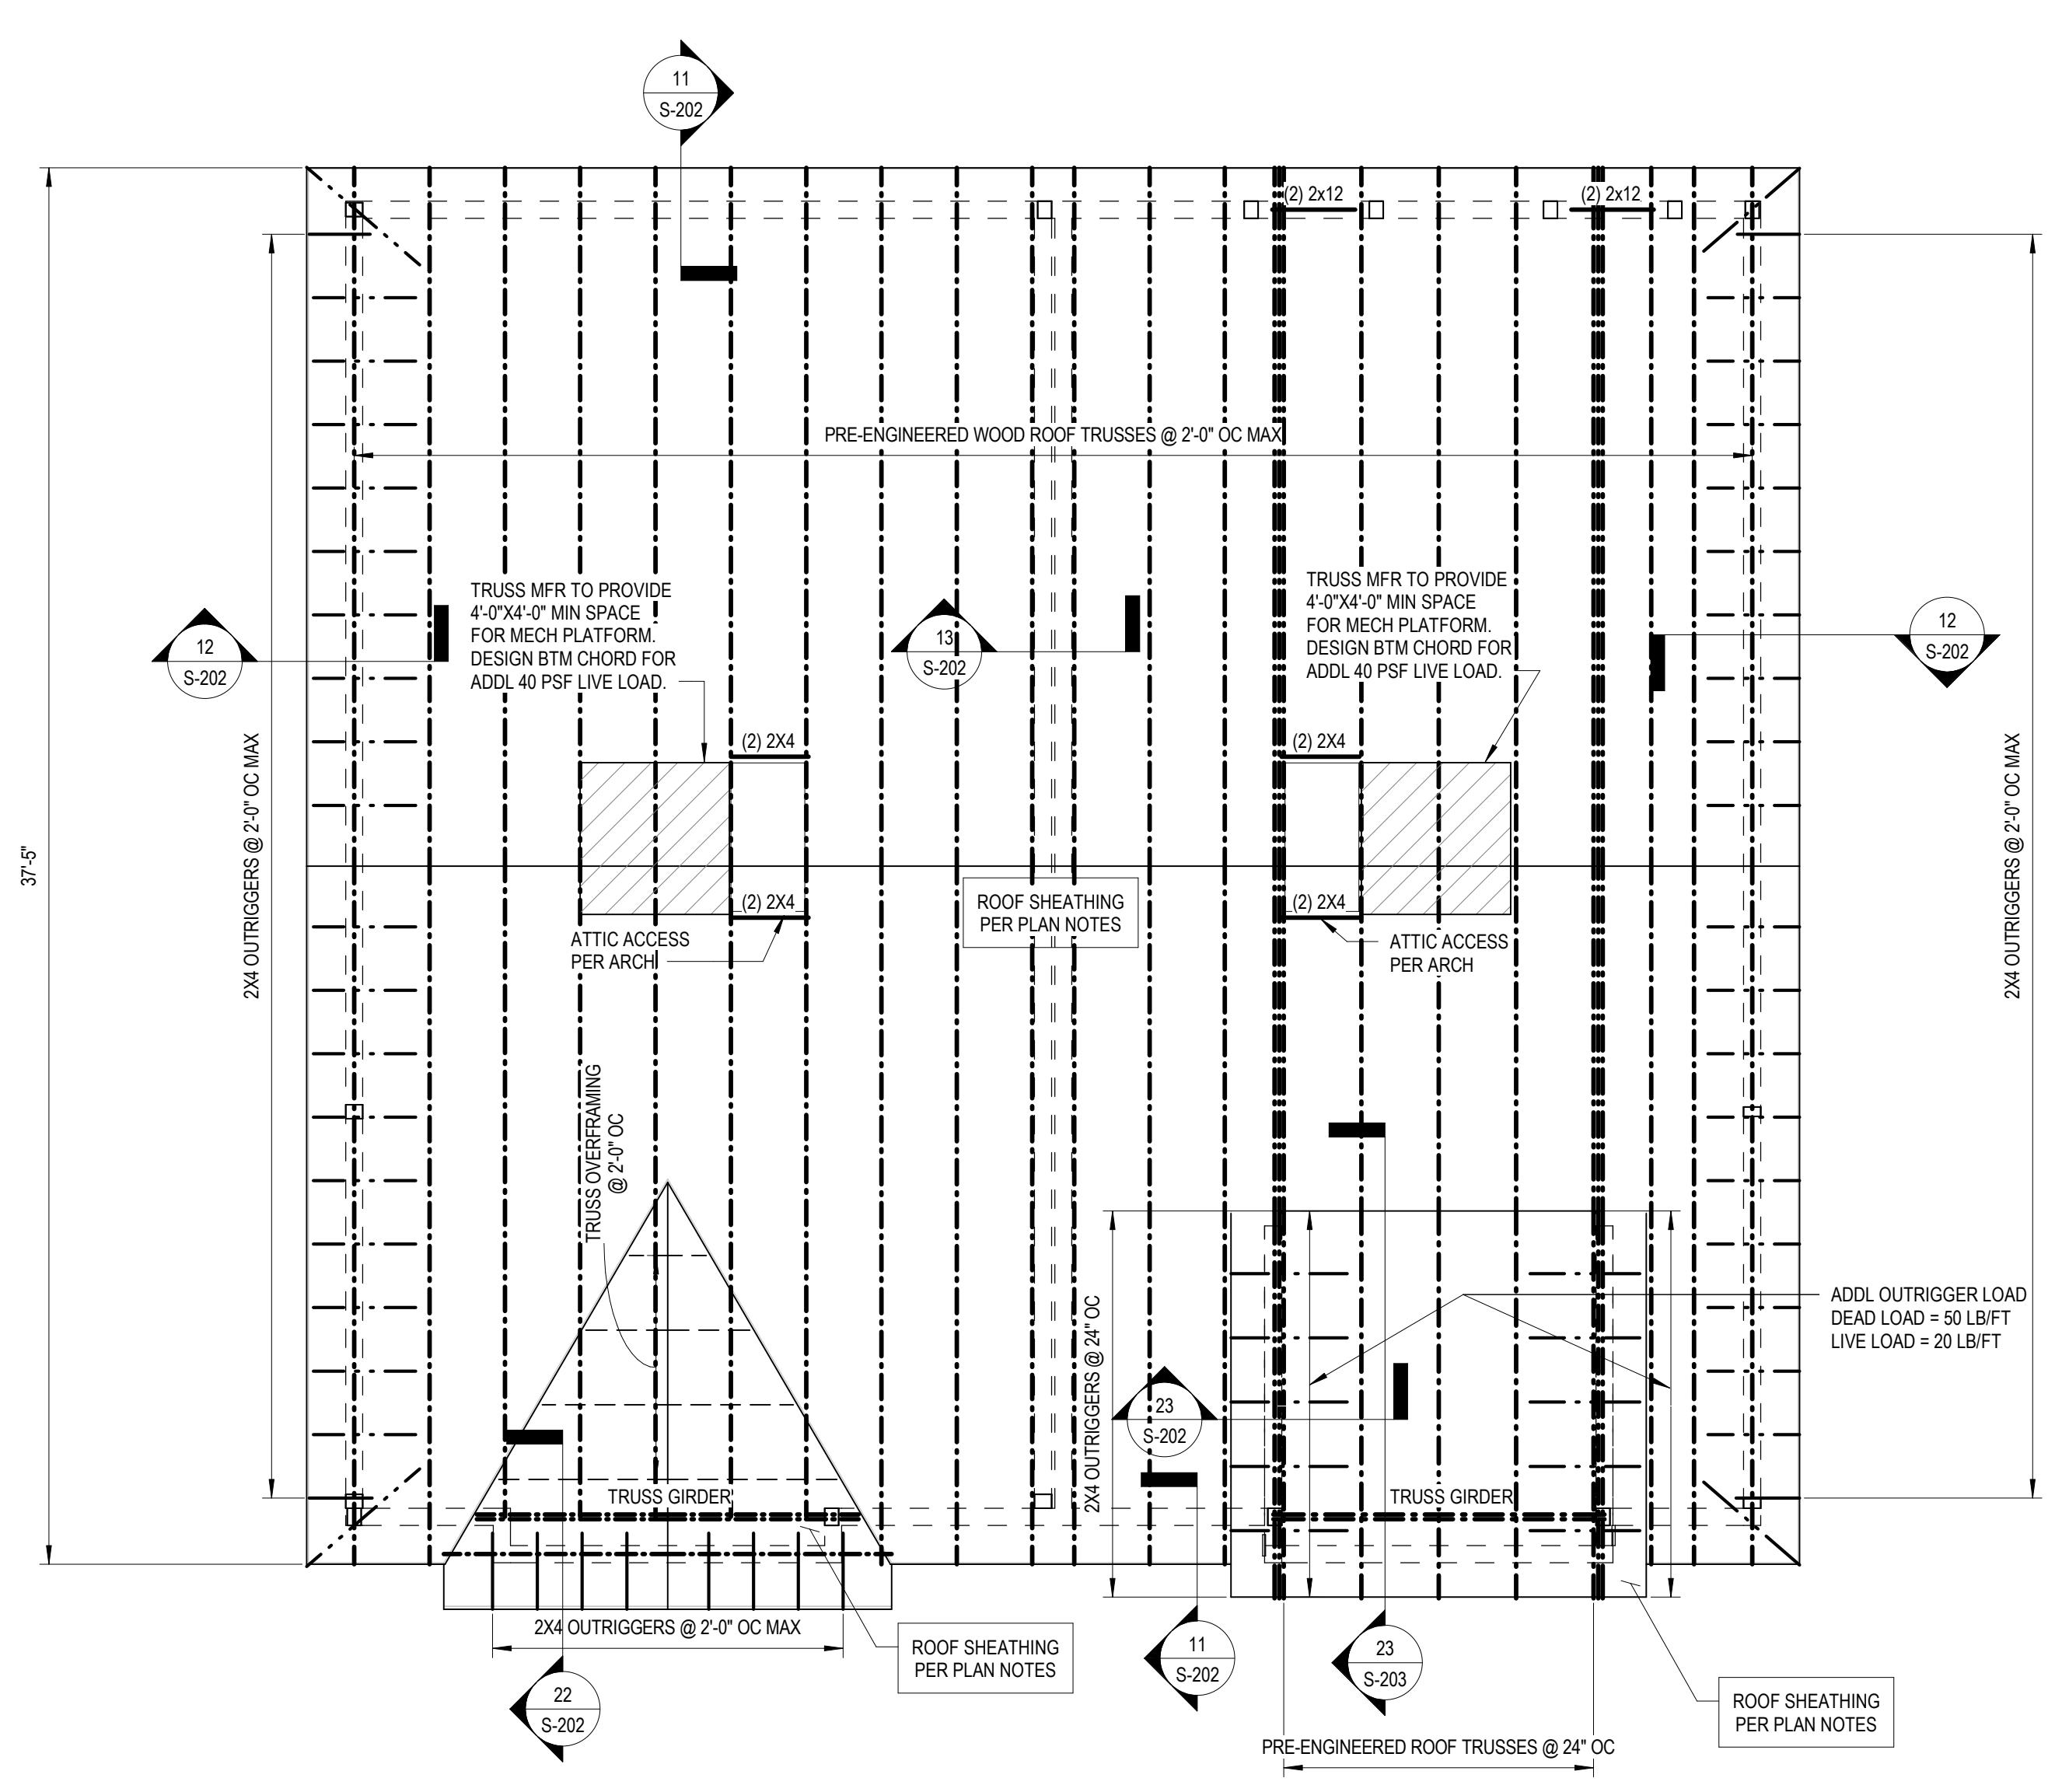 11
S-202
(2) 2x12
(2) 2x12
PRE-ENGINEERED WOOD ROOF TRUSSES @ 2'-0" OC MAX
TRUSS MFR TO PROVIDE
4'-0"X4'-0" MIN SPACE
FOR MECH PLATFORM.
DESIGN BTM CHORD FOR
ADDL 40 PSF LIVE LOAD.
TRUSS MFR TO PROVIDE
4'-0"X4'-0" MIN SPACE
FOR MECH PLATFORM.
DESIGN BTM CHORD FOR
ADDL 40 PSF LIVE LOAD.
12
S-202
13
S-202
12
S-202
(2) 2X4
(2) 2X4
37'-5"
2X4 OUTRIGGERS @ 2'-0" OC MAX
2X4 OUTRIGGERS @ 2'-0" OC MAX
(2) 2X4
(2) 2X4
ROOF SHEATHING
PER PLAN NOTES
ATTIC ACCESS
PER ARCH
ATTIC ACCESS
PER ARCH
TRUSS OVERFRAMING
@ 2'-0" OC
2X4 OUTRIGGERS @ 24" OC
ADDL OUTRIGGER LOAD
DEAD LOAD = 50 LB/FT
LIVE LOAD = 20 LB/FT
23
S-202
TRUSS GIRDER
TRUSS GIRDER
2X4 OUTRIGGERS @ 2'-0" OC MAX
ROOF SHEATHING
PER PLAN NOTES
11
S-202
23
S-203
22
S-202
ROOF SHEATHING
PER PLAN NOTES
PRE-ENGINEERED ROOF TRUSSES @ 24" OC